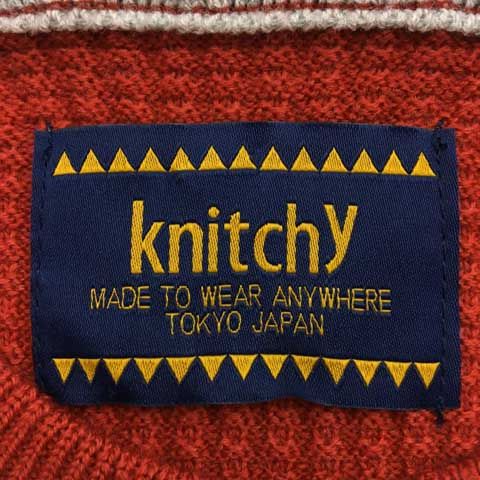 knitchy
MADE TO WEAR ANYWHERE
TOKYO JAPAN